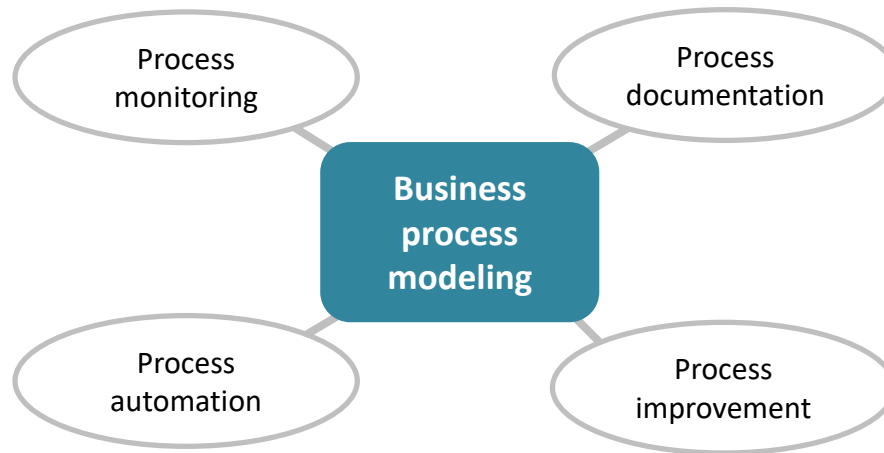 Process
monitoring
Process
documentation
Business
process
modeling
Process
automation
Process
improvement